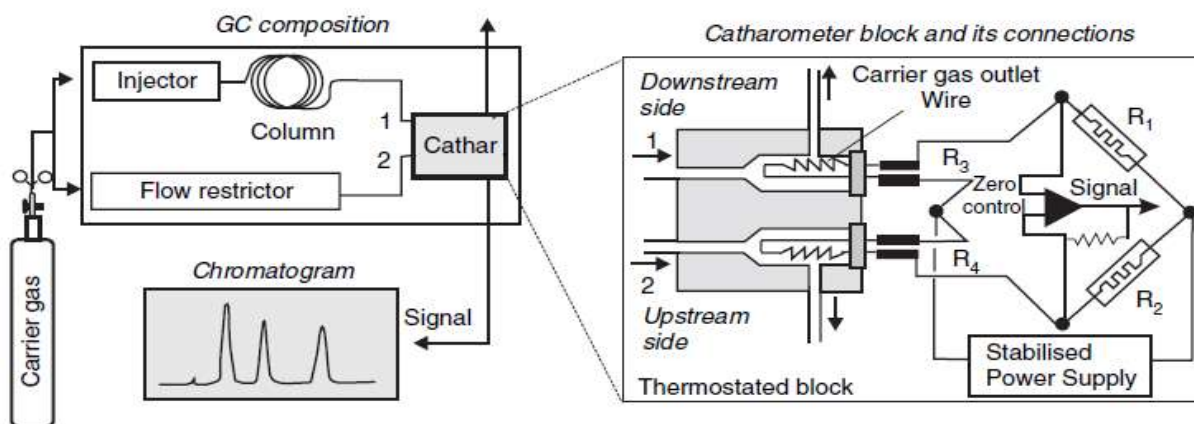 GC composition
Injector
Column
1
2
Cathar
Flow restrictor
Carrier gas
Chromatogram
Signal
Catharometer block and its connections
Downstream
side
Carrier gas outlet
Wire
1
2
Upstream
side
Thermostated block
R3
R4
Zero
control
Signal
R1
R2
Stabilised
Power Supply